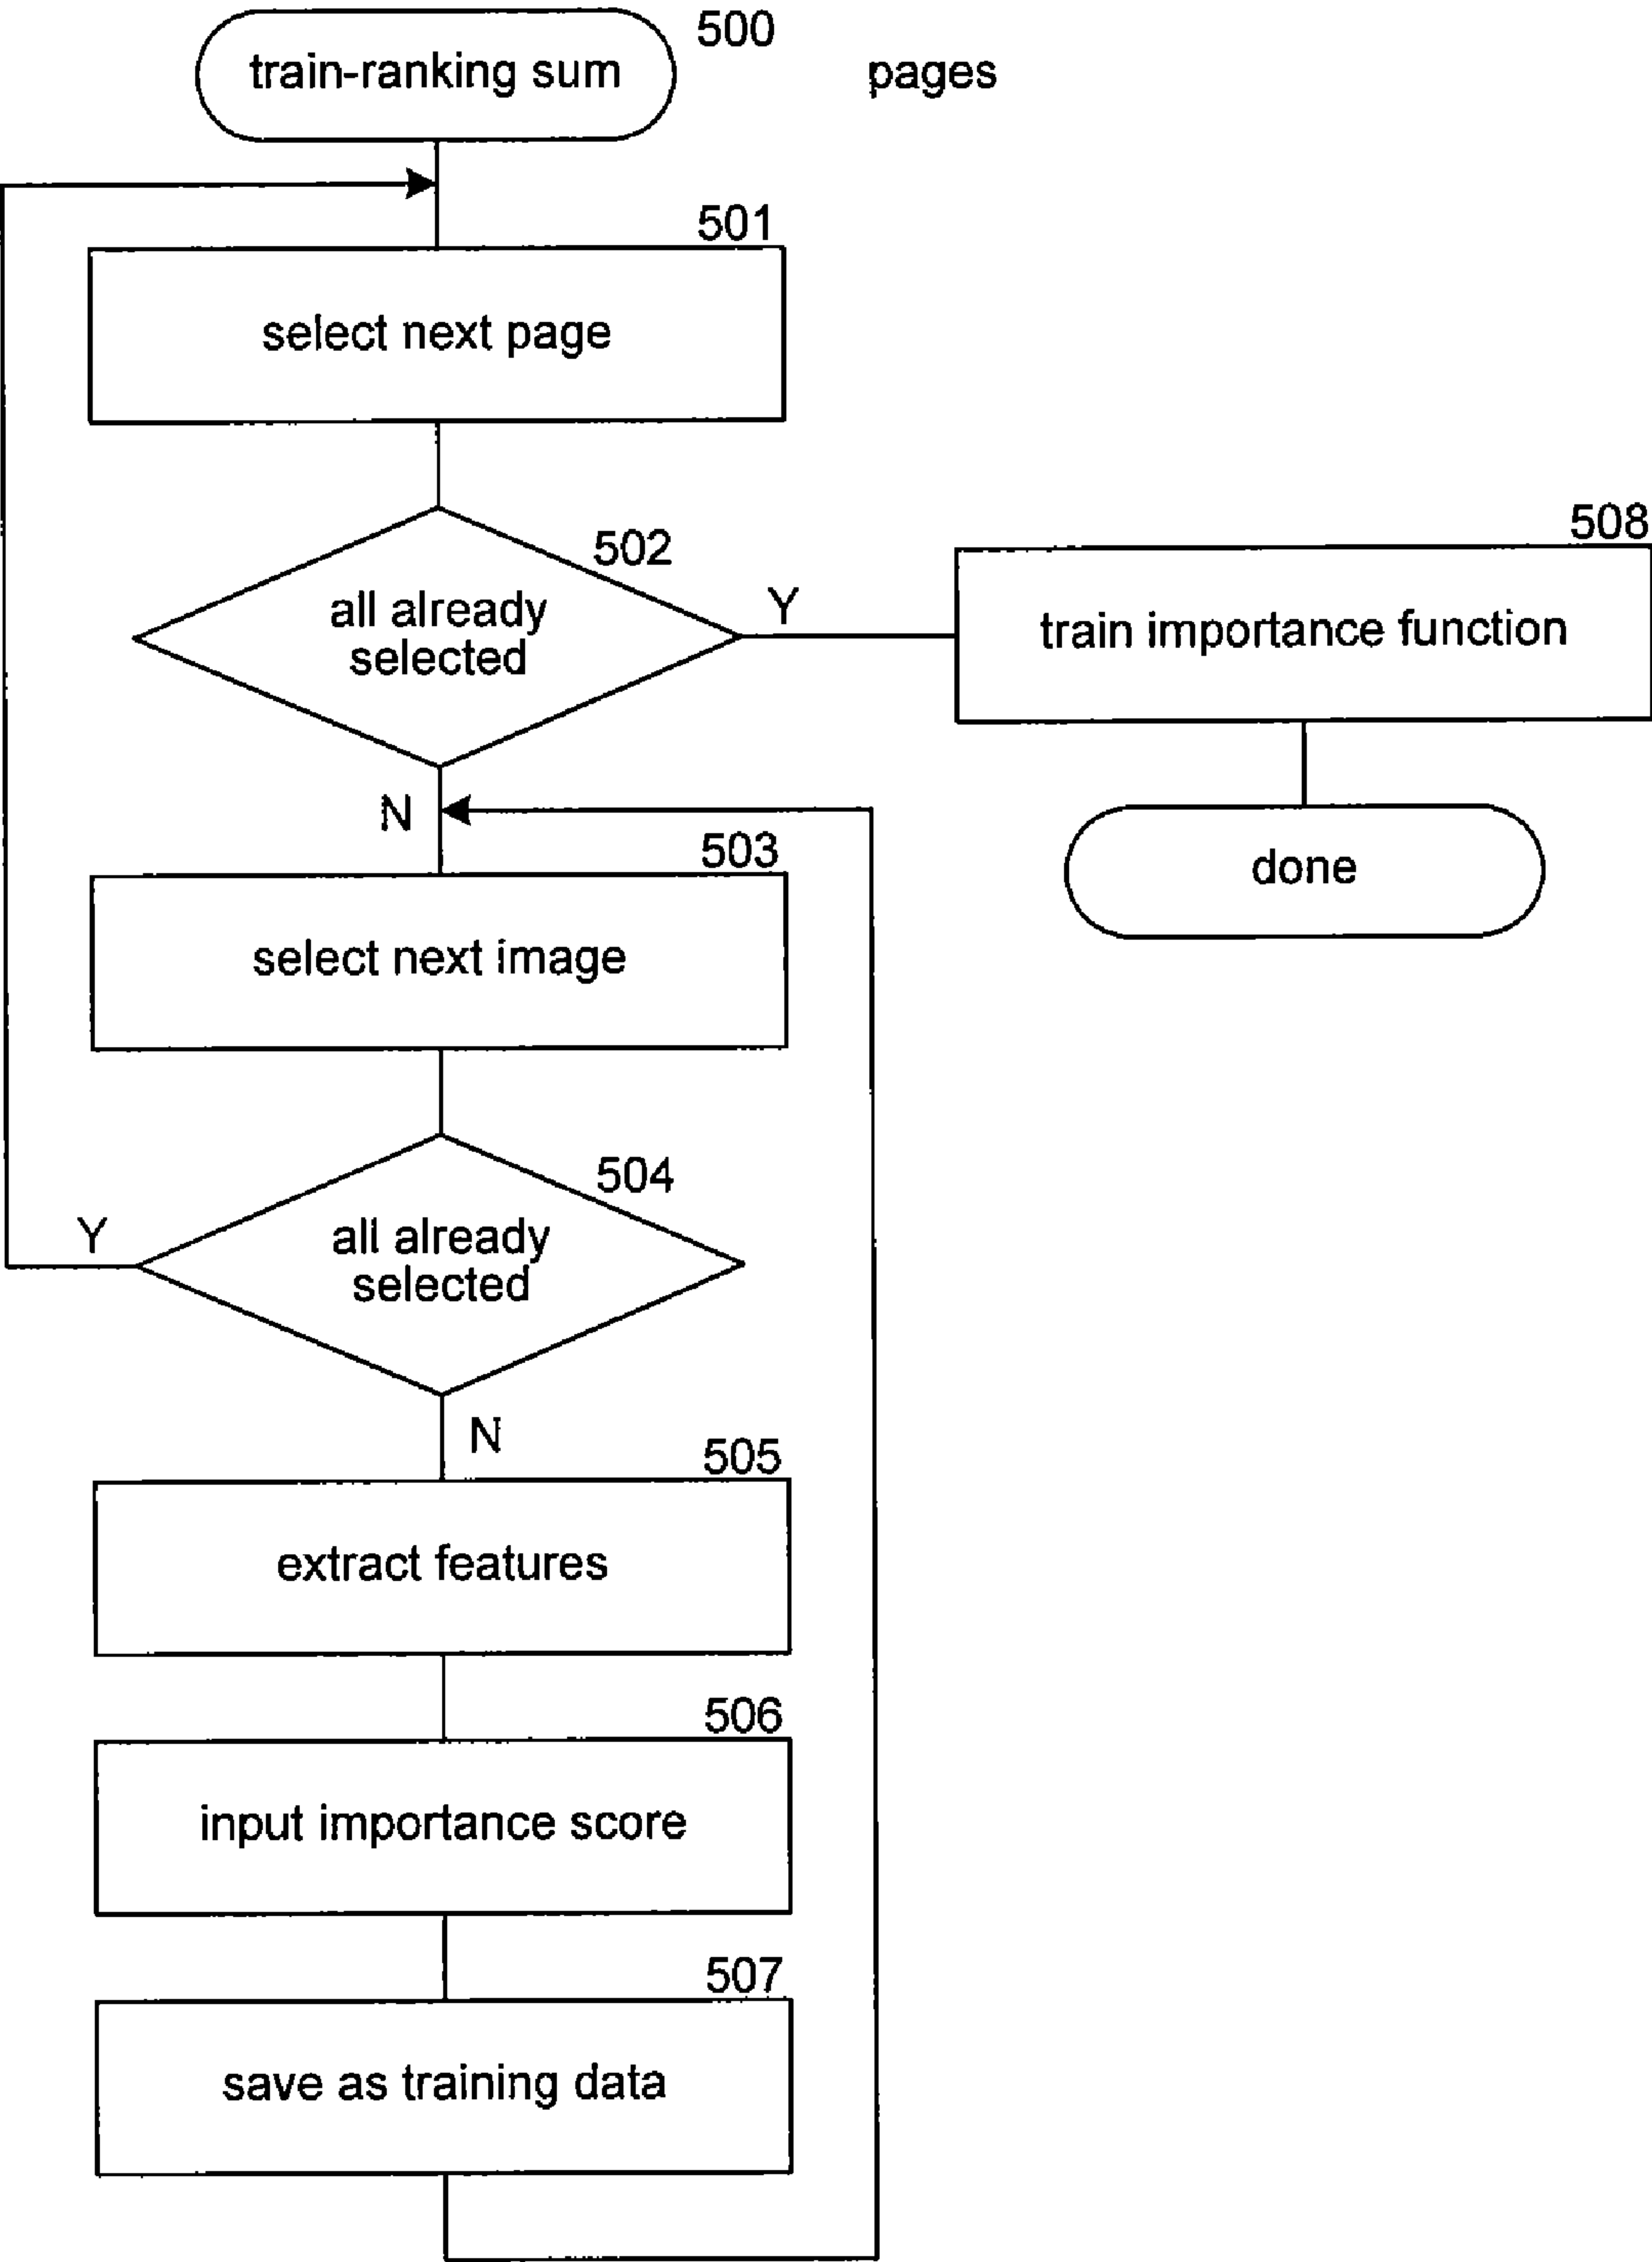 500
train-ranking sum
pages
501
select next page
502
all already
selected
Y
508
train importance function
done
N
503
select next image
504
all already
selected
Y
N
505
extract features
506
input importance score
507
save as training data